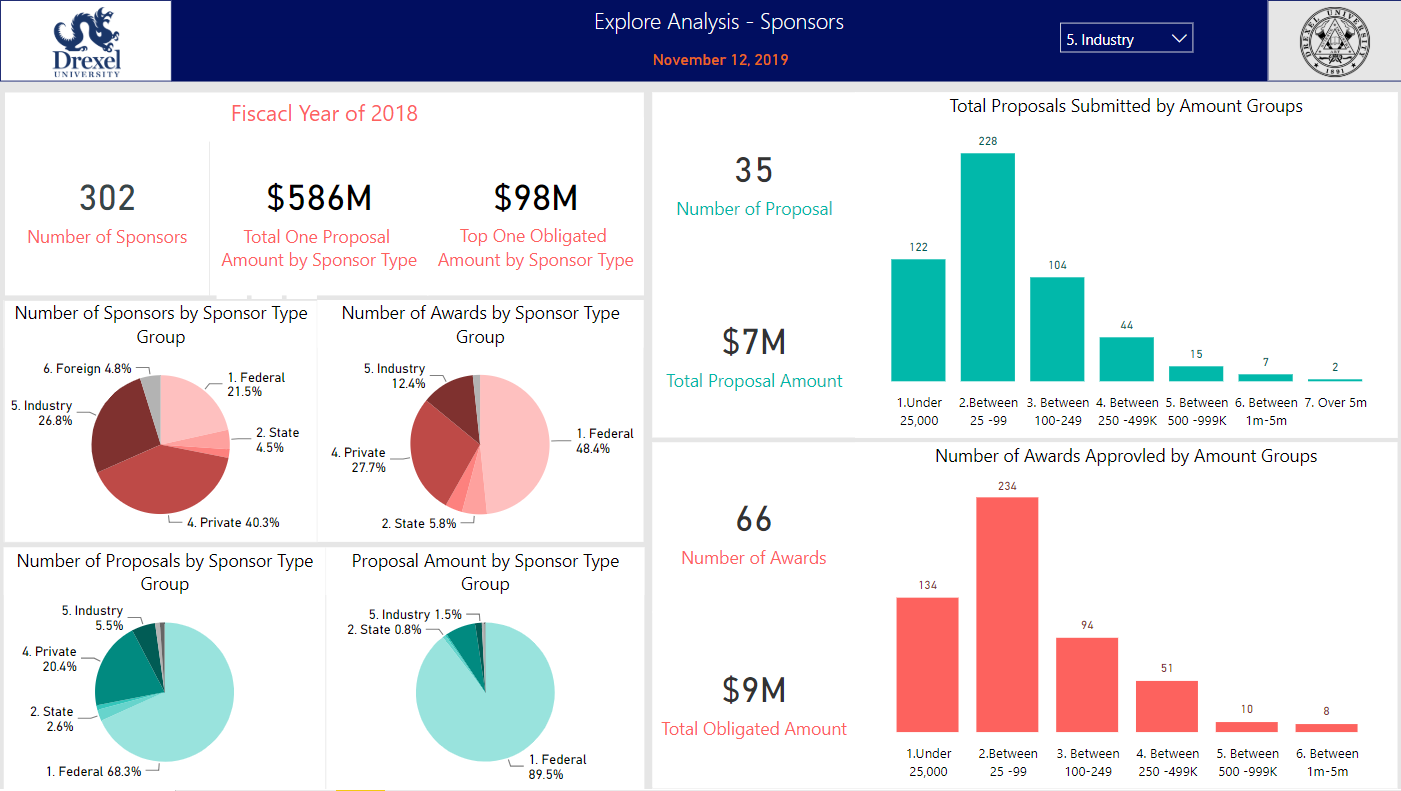 Drexel
UNIVERSITY
Explore Analysis - Sponsors
November 12, 2019
5. Industry
DREXEL UNIVERSITY
1891
Fiscacl Year of 2018
302
Number of Sponsors
$586M
Total One Proposal
Amount by Sponsor Type
$98M
Top One Obligated
Amount by Sponsor Type
Number of Sponsors by Sponsor Type
Group
6. Foreign 4.8%
1. Federal
21.5%
5. Industry
26.8%
2. State
4.5%
4. Private 40.3%
Number of Awards by Sponsor Type
Group
5. Industry
12.4%
1. Federal
48.4%
4. Private
27.7%
2. State 5.8%
Number of Proposals by Sponsor Type
Group
5. Industry
5.5%
4. Private
20.4%
2. State
2.6%
1. Federal 68.3%
Proposal Amount by Sponsor Type
Group
5. Industry 1.5%
2. State 0.8%
1. Federal
89.5%
Total Proposals Submitted by Amount Groups
35
Number of Proposal
$7M
Total Proposal Amount
228
122
104
44
15
7
2
1.Under 2.Between 3. Between 4. Between 5. Between 6. Between 7. Over 5m
25,000 25 -99 100-249 250 -499K 500 -999K 1m-5m
Number of Awards Approvled by Amount Groups
66
Number of Awards
$9M
Total Obligated Amount
234
134
94
51
10
8
1.Under 2.Between 3. Between 4. Between 5. Between 6. Between
25,000 25 -99 100-249 250 -499K 500 -999K 1m-5m